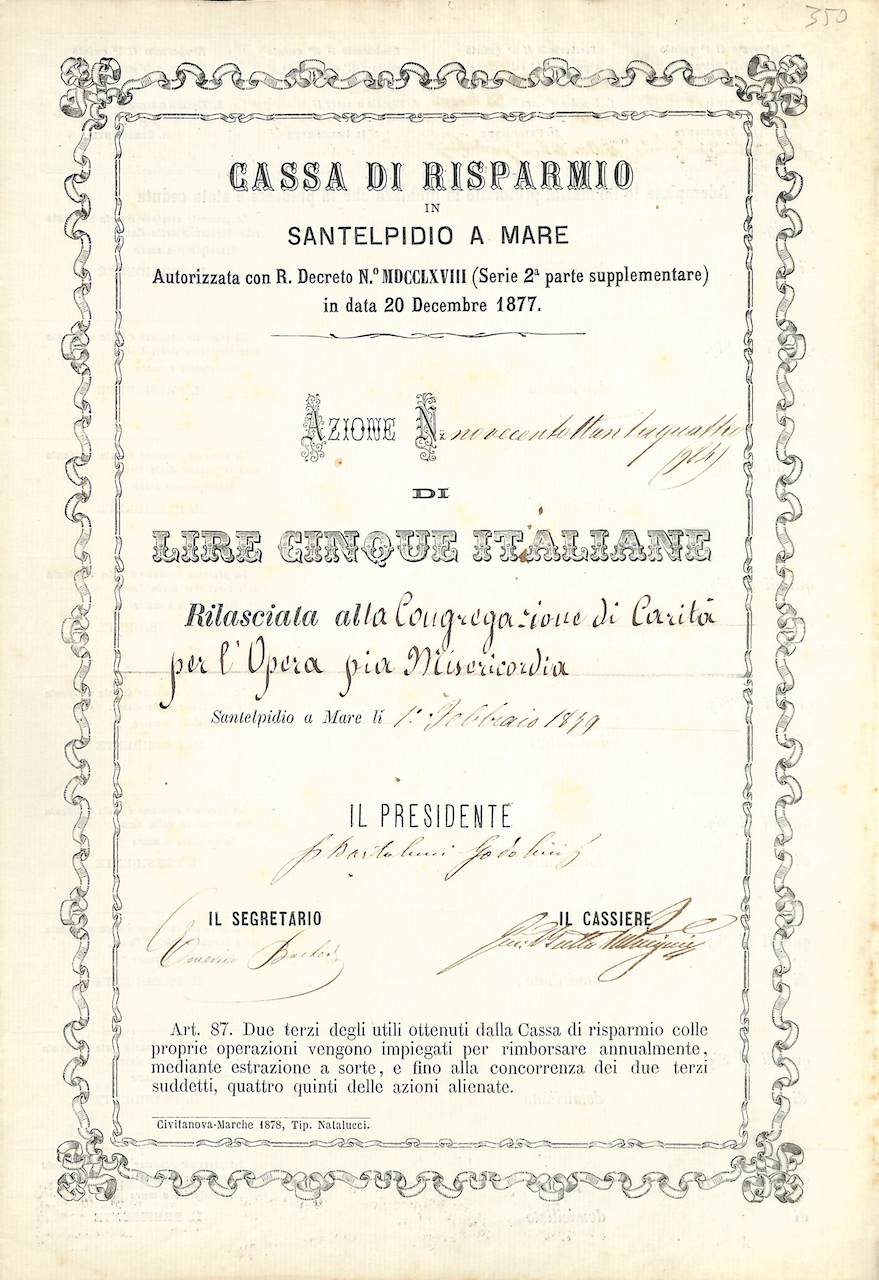 350
CASSA DI RISPARMIO
IN
SANTELPIDIO A MARE
Autorizzata con R. Decreto N.º MDCCLXVIII (Serie 2ª parte supplementare)
in data 20 Decembre 1877.
AZIONE N. novecentottantaquattro
(984)
DI
LIRE CINQUE ITALIANE
Rilasciata alla Congregazione di Carità
per l'Opera pia Misericordia
Santelpidio a Mare li 1º Febbraio 1879
IL PRESIDENTE
Bartolucci Godolini
IL SEGRETARIO
IL CASSIERE
Art. 87. Due terzi degli utili ottenuti dalla Cassa di risparmio colle
proprie operazioni vengono impiegati per rimborsare annualmente,
mediante estrazione a sorte, e fino alla concorrenza dei due terzi
suddetti, quattro quinti delle azioni alienate.
Civitanova-Marche 1878, Tip. Natalucci.